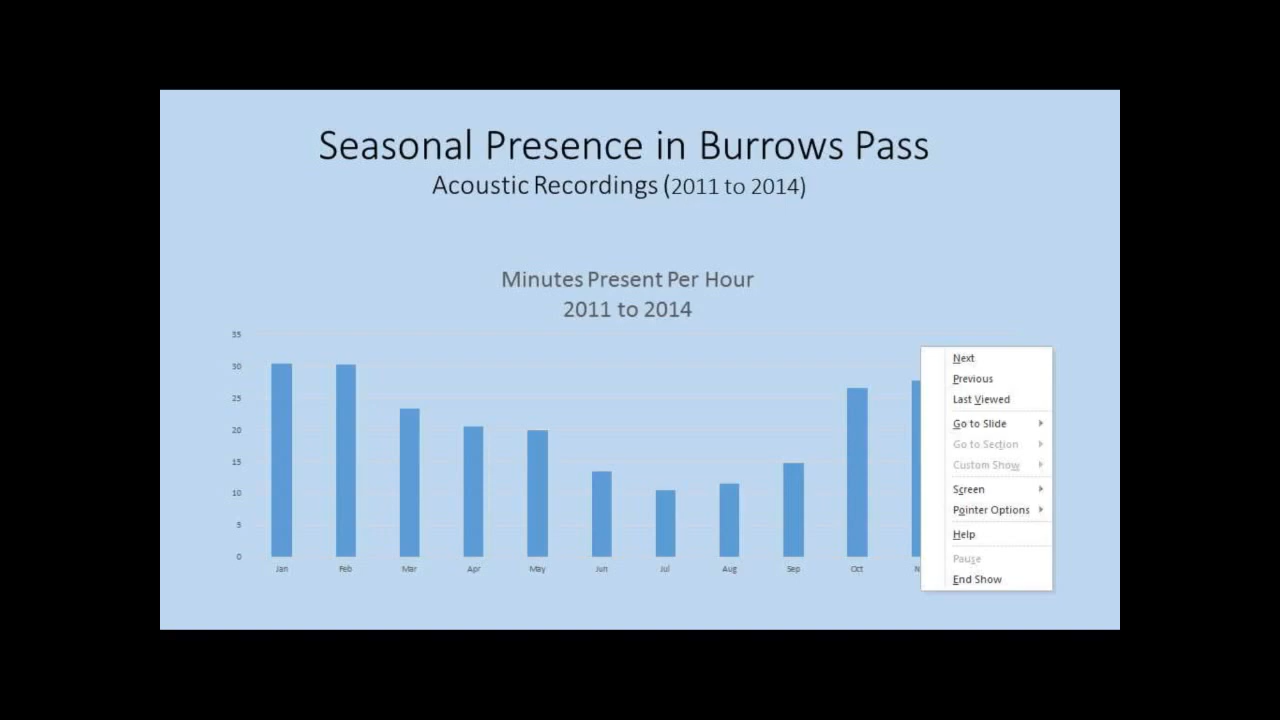 Seasonal Presence in Burrows Pass
Acoustic Recordings (2011 to 2014)
Minutes Present Per Hour
2011 to 2014
35
30
25
20
15
10
5
0
Jan Feb Mar Apr May Jun Jul Aug Sep Oct
Next
Previous
Last Viewed
Go to Slide
Go to Section
Custom Show
Screen
Pointer Options
Help
Pause
End Show